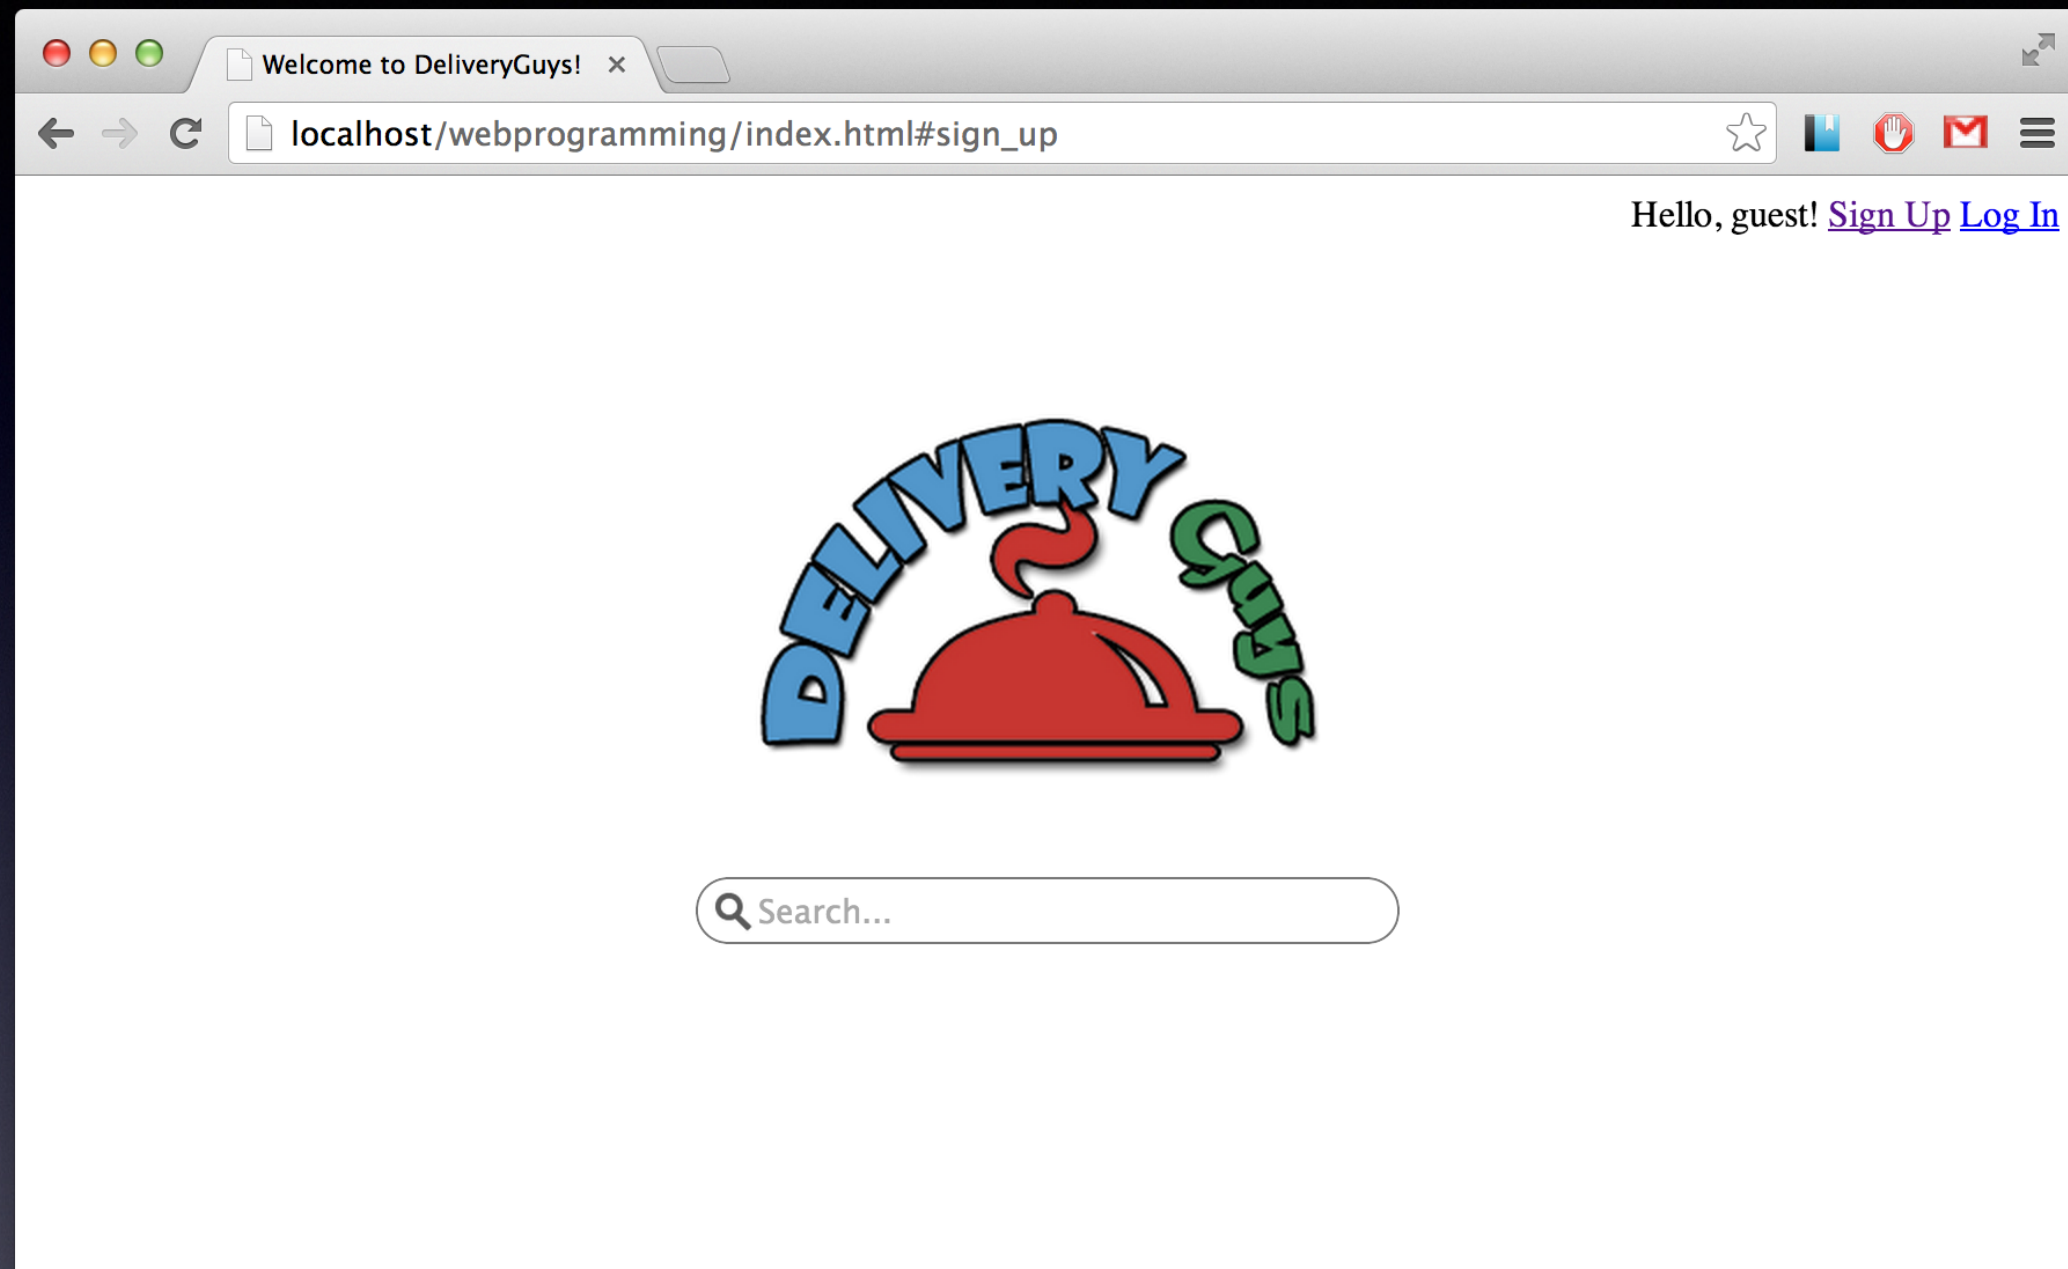 Welcome to DeliveryGuys!
localhost/webprogramming/index.html#sign_up
Hello, guest! Sign Up Log In
DELIVERY Guys
Search...